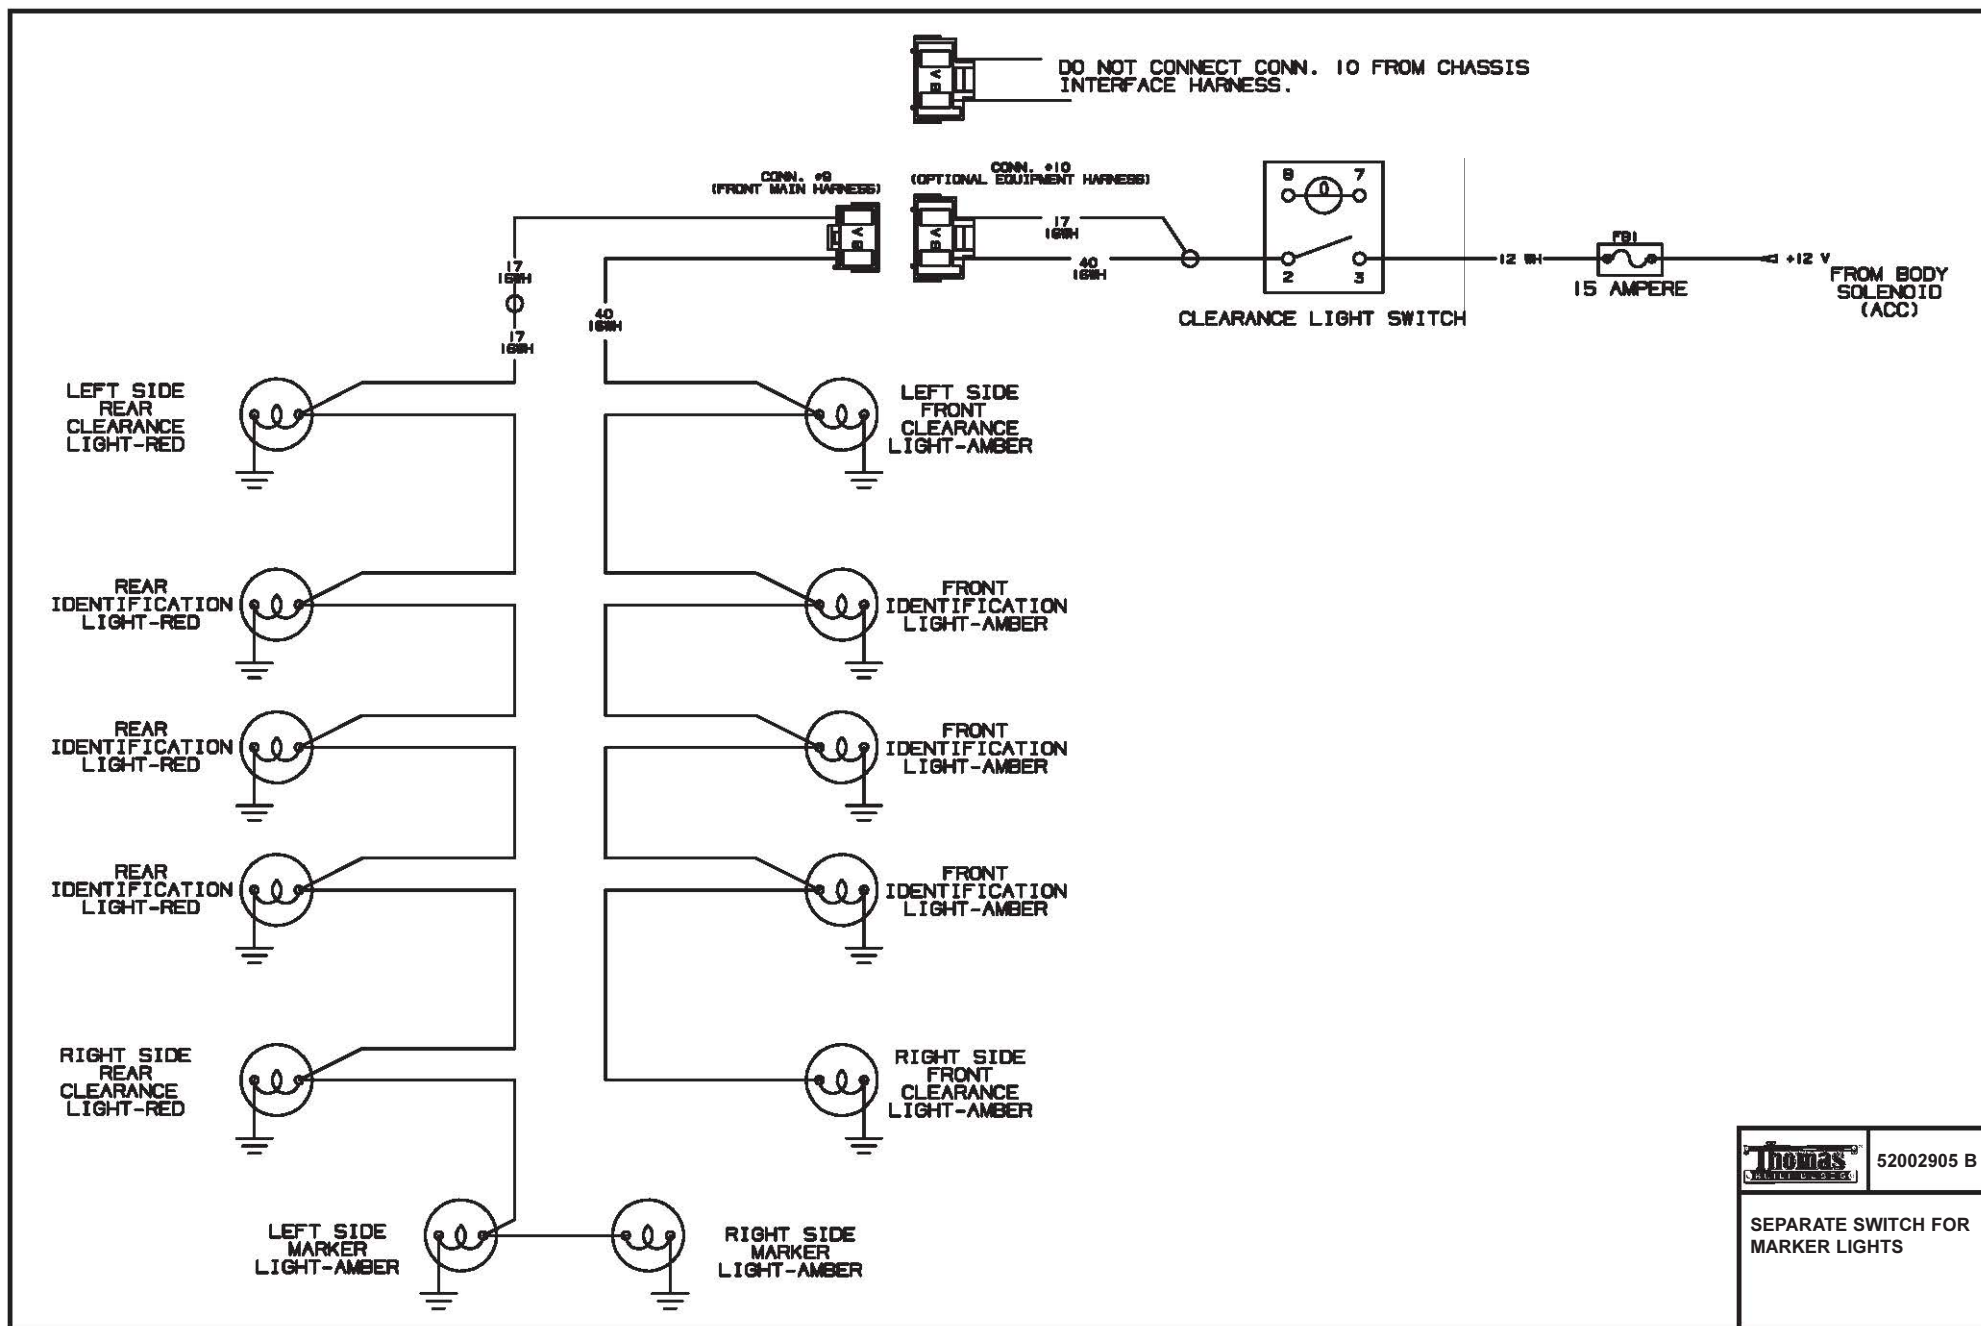 DO NOT CONNECT CONN. 10 FROM CHASSIS
INTERFACE HARNESS.
A
B
CONN. #9
(FRONT MAIN HARNESS)
CONN. #10
(OPTIONAL EQUIPMENT HARNESS)
A
B
A
B
17
16WH
40
16WH
8
7
2
3
CLEARANCE LIGHT SWITCH
12 WH
15 AMPERE
+12 V
FROM BODY
SOLENOID
(ACC)
17
16WH
17
16WH
40
16WH
LEFT SIDE
REAR
CLEARANCE
LIGHT-RED
LEFT SIDE
FRONT
CLEARANCE
LIGHT-AMBER
REAR
IDENTIFICATION
LIGHT-RED
FRONT
IDENTIFICATION
LIGHT-AMBER
REAR
IDENTIFICATION
LIGHT-RED
FRONT
IDENTIFICATION
LIGHT-AMBER
REAR
IDENTIFICATION
LIGHT-RED
FRONT
IDENTIFICATION
LIGHT-AMBER
RIGHT SIDE
REAR
CLEARANCE
LIGHT-RED
RIGHT SIDE
FRONT
CLEARANCE
LIGHT-AMBER
LEFT SIDE
MARKER
LIGHT-AMBER
RIGHT SIDE
MARKER
LIGHT-AMBER
Thomas
52002905 B
SEPARATE SWITCH FOR
MARKER LIGHTS